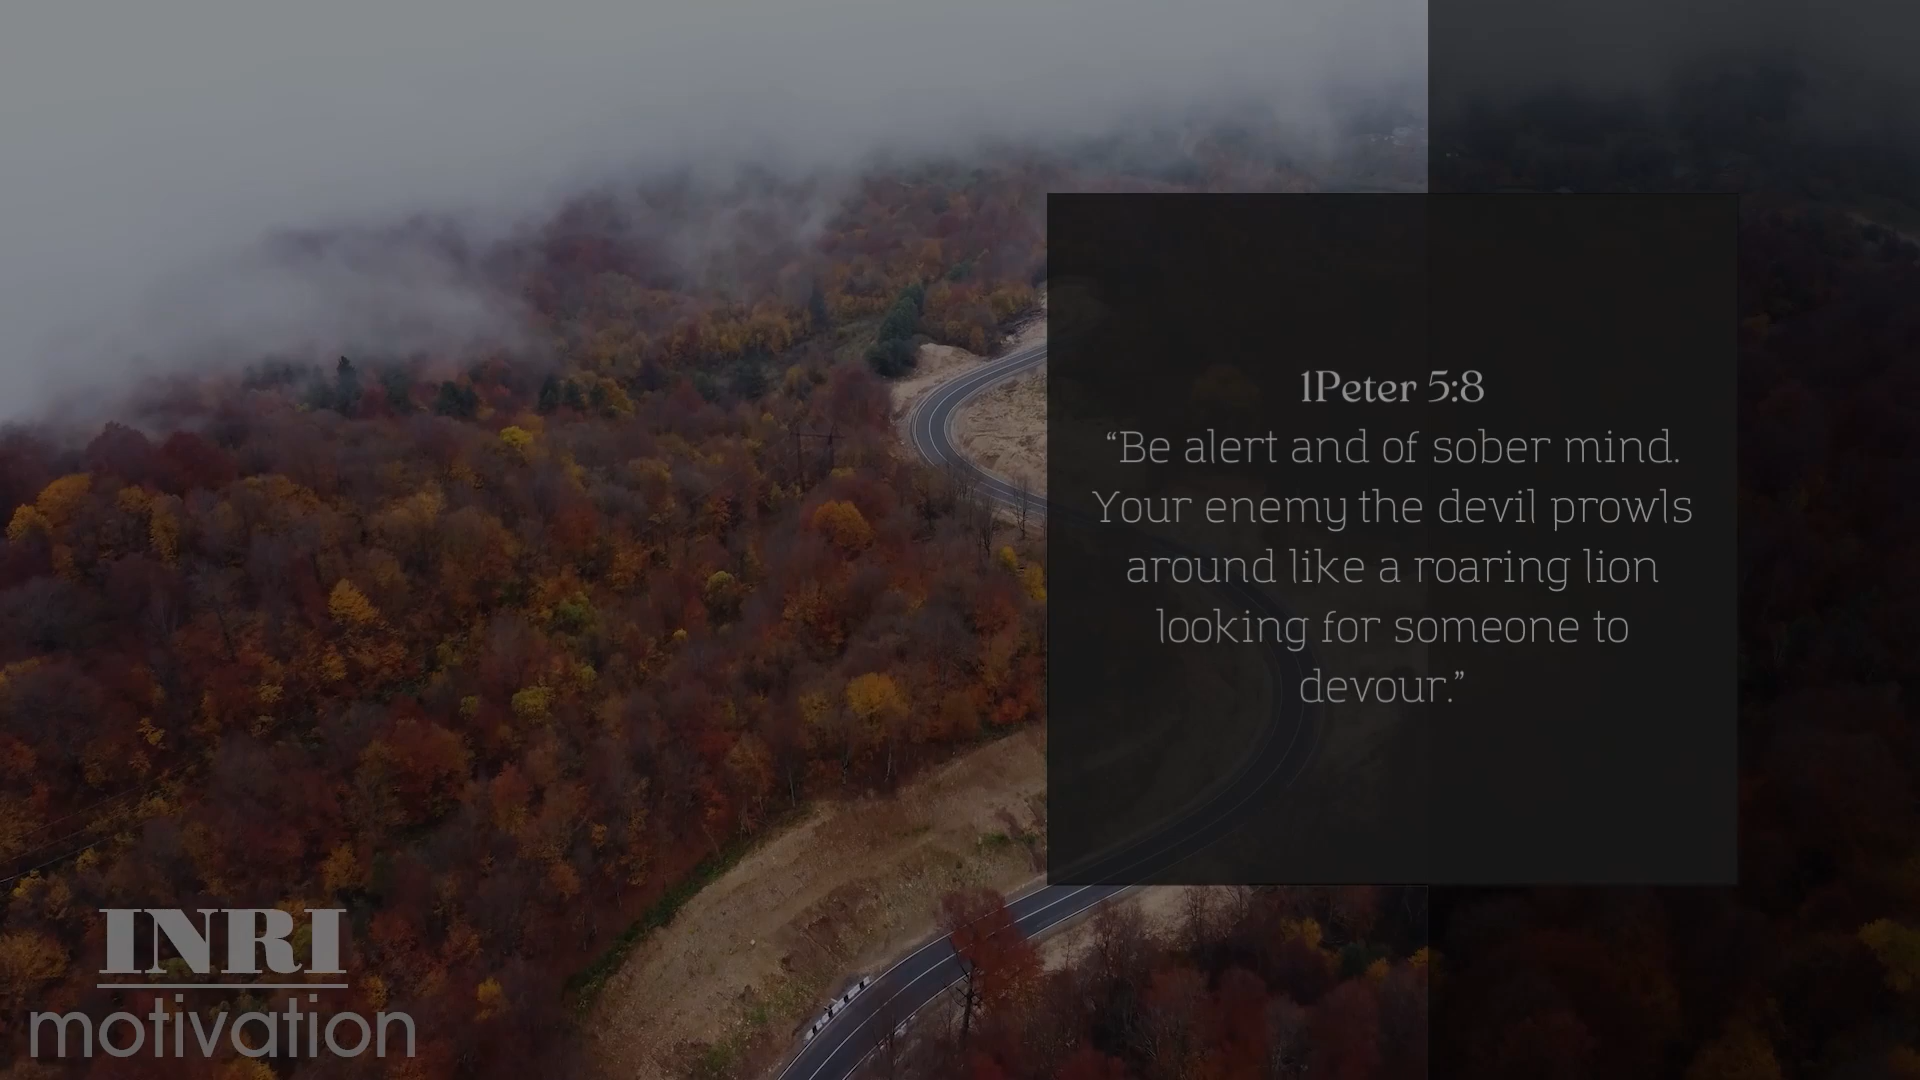 1Peter 5:8
“Be alert and of sober mind.
Your enemy the devil prowls
around like a roaring lion
looking for someone to
devour.”
INRI
motivation